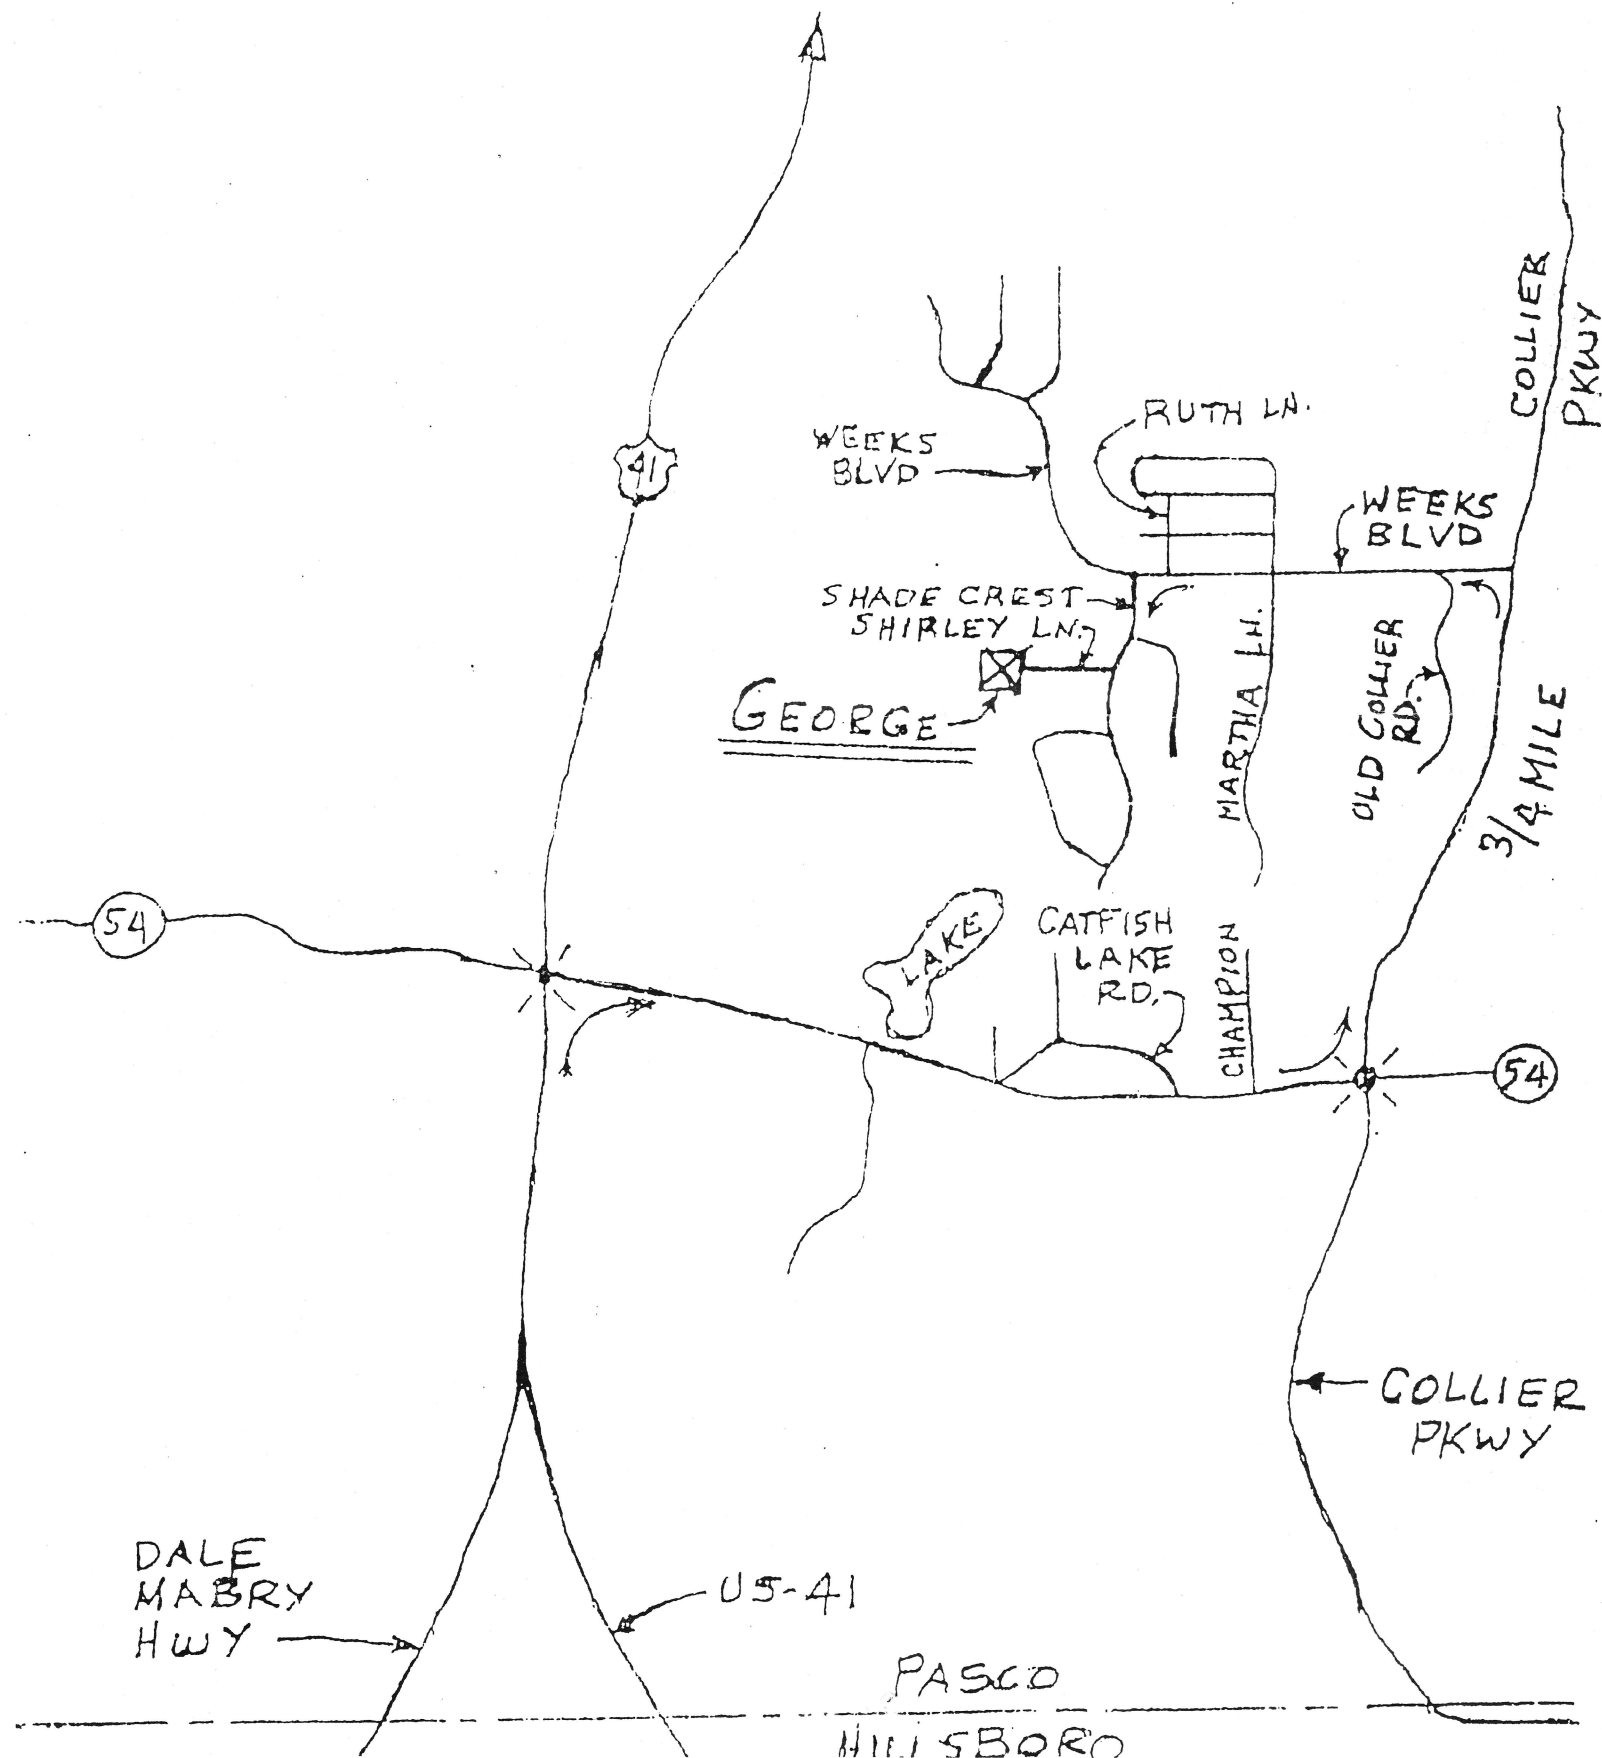 COLLIER
PKWY
RUTH LN.
WEEKS
BLVD
41
WEEKS
BLVD
SHADE CREST
SHIRLEY LN.
GEORGE
MARTHA LN.
OLD COLLIER
RD.
3/4 MILE
54
LAKE
CATFISH
LAKE
RD.
CHAMPION
54
COLLIER
PKWY
DALE
MABRY
HWY
US-41
PASCO
HILLSBORO